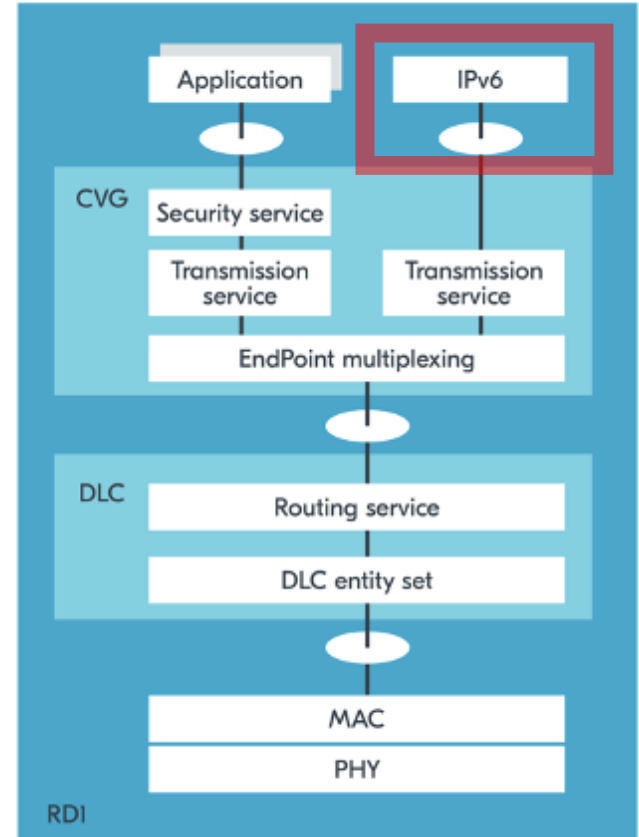 Application
IPv6
CVG
Security service
Transmission
service
Transmission
service
EndPoint multiplexing
DLC
Routing service
DLC entity set
MAC
PHY
RD1